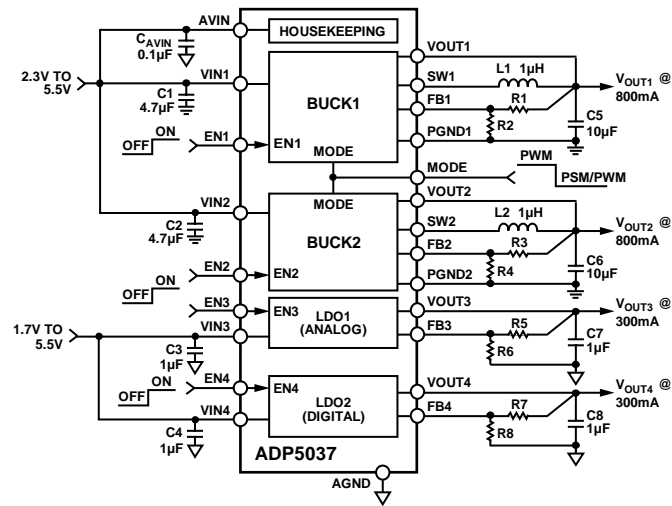 AVIN
HOUSEKEEPING
CAVIN
0.1µF
VOUT1
L1 1µH
2.3V TO
5.5V
VIN1
SW1
VOUT1 @
800mA
C1
4.7µF
BUCK1
FB1
R1
R2
C5
10µF
ON
OFF
EN1
EN1
PGND1
MODE
MODE
PWM
PSM/PWM
MODE
VOUT2
VIN2
L2 1µH
C2
4.7µF
BUCK2
SW2
VOUT2 @
800mA
FB2
R3
R4
C6
10µF
EN2
EN2
PGND2
ON
OFF
EN3
EN3
LDO1
(ANALOG)
VOUT3
VOUT3 @
300mA
1.7V TO
5.5V
VIN3
FB3
R5
R6
C7
1µF
C3
1µF
ON
OFF
EN4
EN4
LDO2
(DIGITAL)
VOUT4
VOUT4 @
300mA
VIN4
FB4
R7
R8
C8
1µF
C4
1µF
ADP5037
AGND